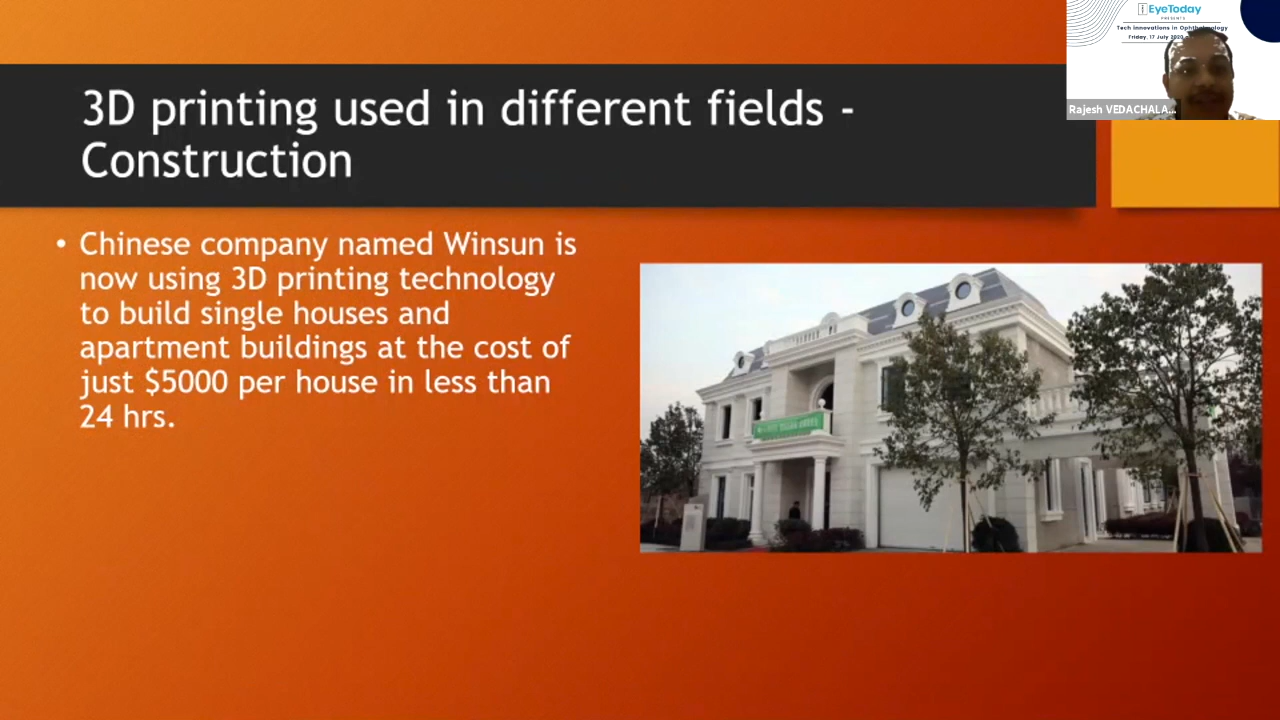 EyeToday
PRESENTS
Tech Innovations in Ophthalmology
Friday, 17 July 2020
Rajesh VEDACHALA...
3D printing used in different fields -
Construction
• Chinese company named Winsun is
now using 3D printing technology
to build single houses and
apartment buildings at the cost of
just $5000 per house in less than
24 hrs.